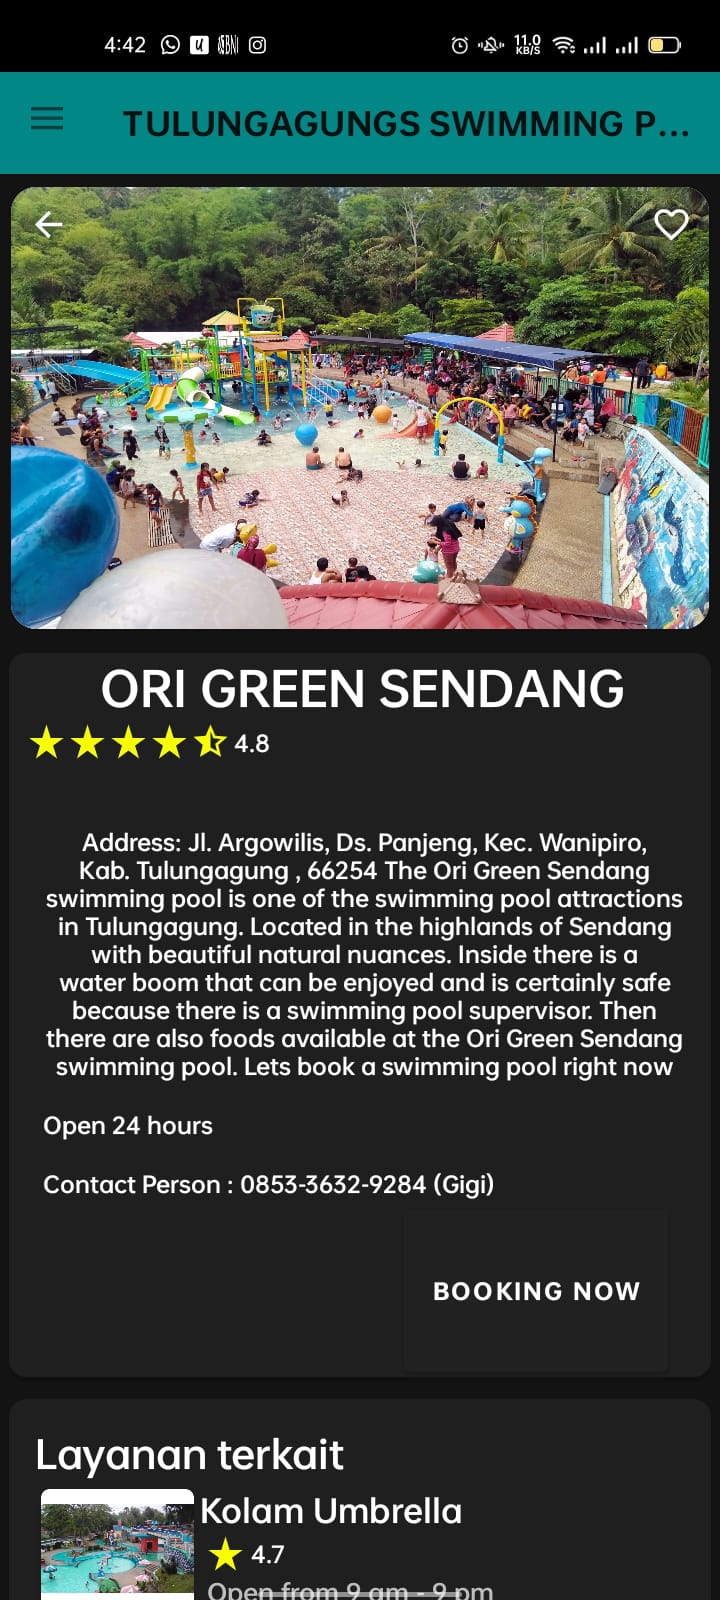 4:42
11.0
KB/S
TULUNGAGUNGS SWIMMING P...
ORI GREEN SENDANG
4.8
Address: Jl. Argowilis, Ds. Panjeng, Kec. Wanipiro,
Kab. Tulungagung , 66254 The Ori Green Sendang
swimming pool is one of the swimming pool attractions
in Tulungagung. Located in the highlands of Sendang
with beautiful natural nuances. Inside there is a
water boom that can be enjoyed and is certainly safe
because there is a swimming pool supervisor. Then
there are also foods available at the Ori Green Sendang
swimming pool. Lets book a swimming pool right now
Open 24 hours
Contact Person : 0853-3632-9284 (Gigi)
BOOKING NOW
Layanan terkait
Kolam Umbrella
4.7
Open from 9 am - 9 pm